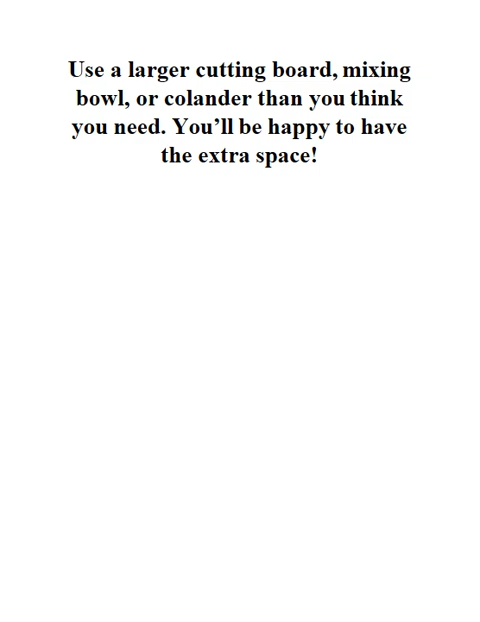 Use a larger cutting board, mixing
bowl, or colander than you think
you need. You’ll be happy to have
the extra space!